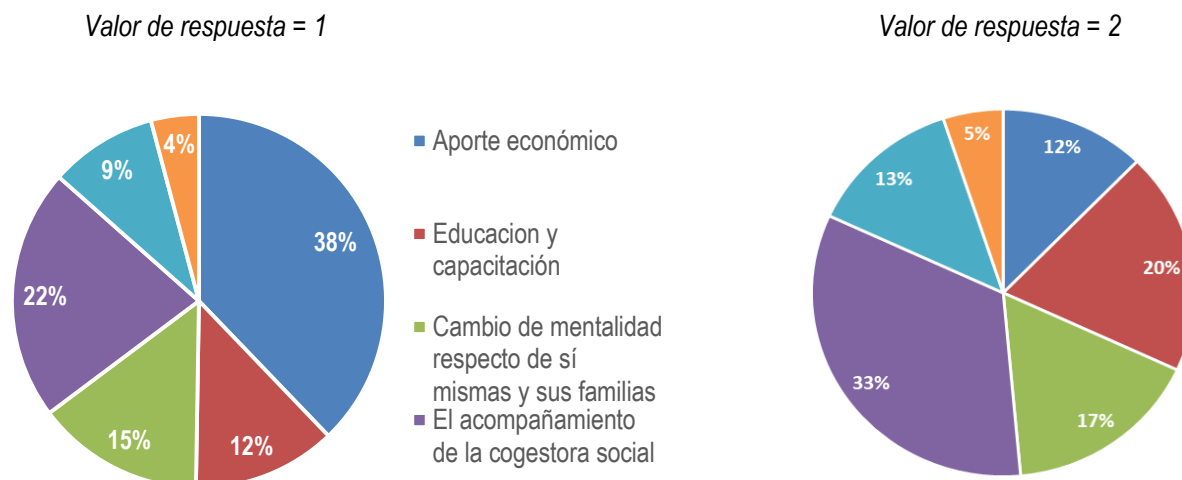 Valor de respuesta = 1
Valor de respuesta = 2
4%
9%
38%
22%
15%
12%
Aporte económico
Educacion y
capacitación
Cambio de mentalidad
respecto de sí
mismas y sus familias
El acompañamiento
de la cogestora social
5%
12%
13%
20%
33%
17%